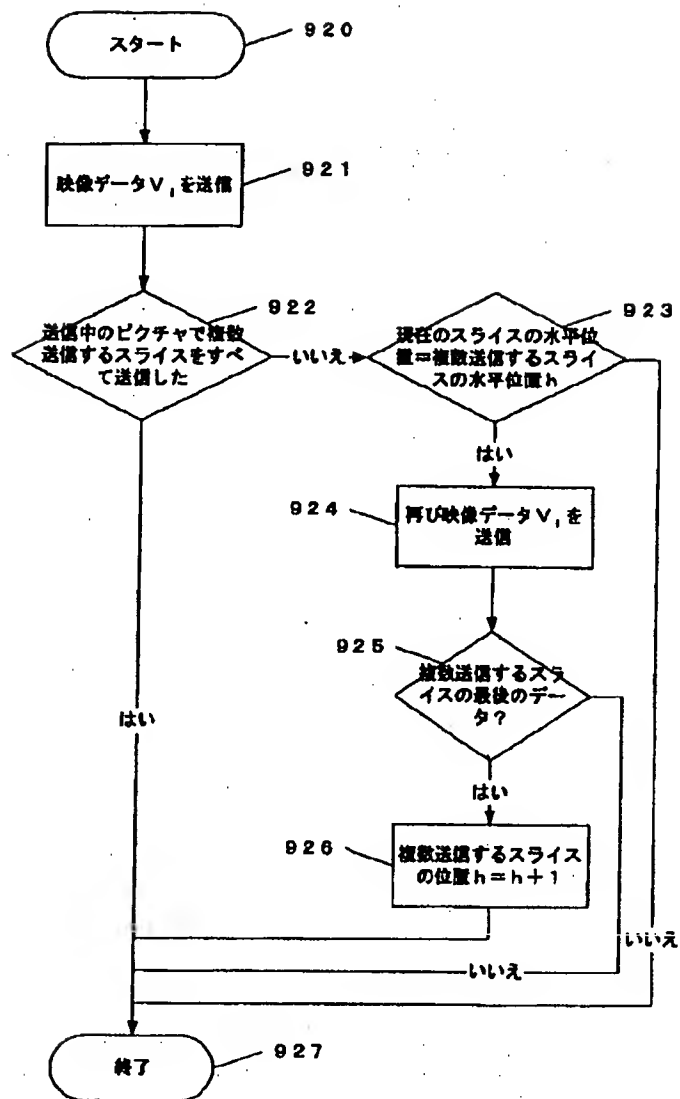 スタート
920
映像データV₁を送信
921
922
送信中のピクチャで複数
送信するスライスをすべ
て送信した
いいえ
923
現在のスライスの水平位
置＝複数送信するスライ
スの水平位置h
はい
924
再び映像データV₁を
送信
925
複数送信するスラ
イスの最後のデー
タ？
はい
はい
926
複数送信するスライス
の位置h＝h＋1
いいえ
いいえ
終了
927